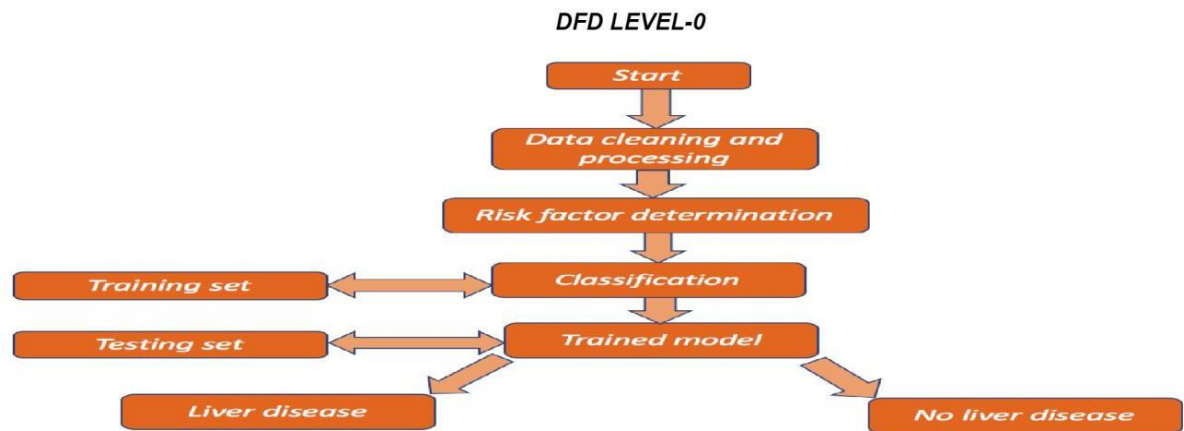 DFD LEVEL-0
Start
Data cleaning and
processing
Risk factor determination
Training set
Classification
Testing set
Trained model
Liver disease
No liver disease